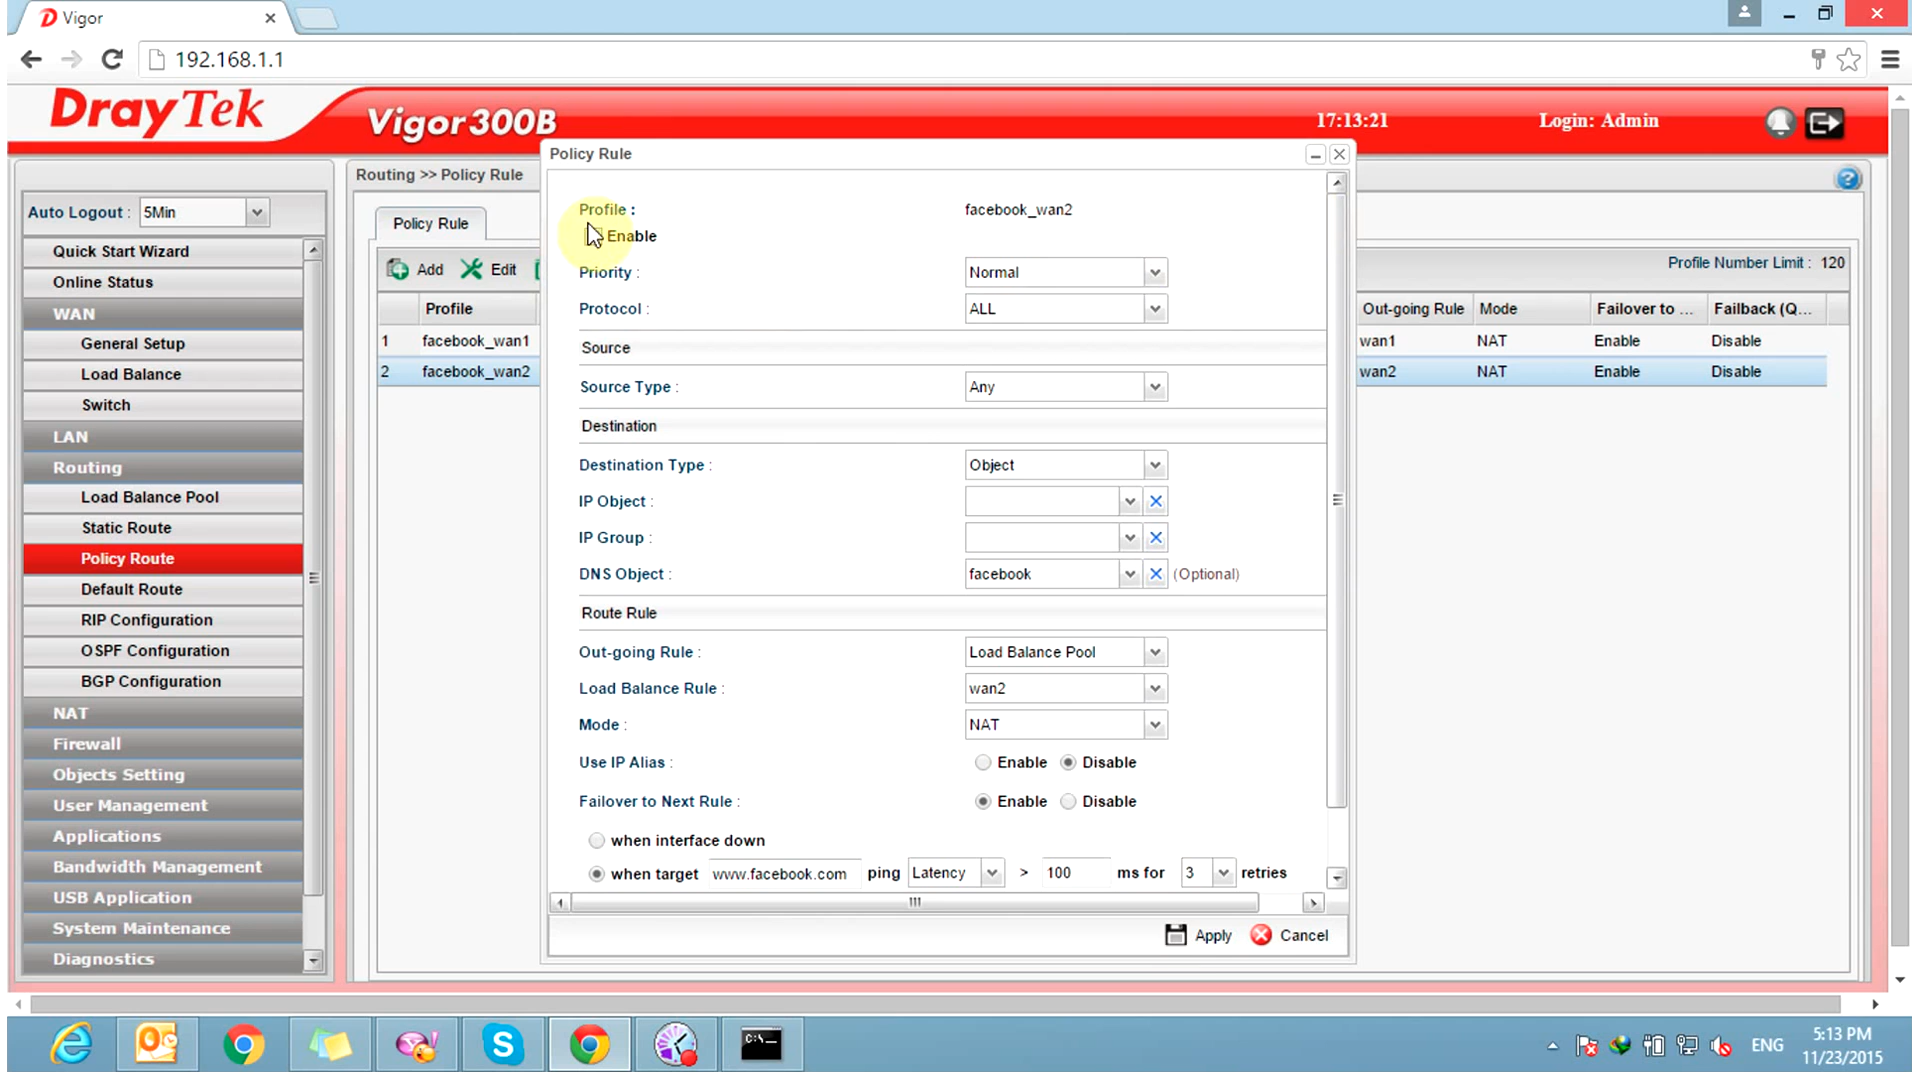 Vigor
192.168.1.1
DrayTek
Vigor300B
17:13:21
Login: Admin
Auto Logout :
5Min
Quick Start Wizard
Online Status
WAN
General Setup
Load Balance
Switch
LAN
Routing
Load Balance Pool
Static Route
Policy Route
Default Route
RIP Configuration
OSPF Configuration
BGP Configuration
NAT
Firewall
Objects Setting
User Management
Applications
Bandwidth Management
USB Application
System Maintenance
Diagnostics
Routing >> Policy Rule
Policy Rule
Add
Edit
Profile Number Limit : 120
Profile
Out-going Rule
Mode
Failover to ...
Failback (Q...
1 facebook_wan1 wan1 NAT Enable Disable
2 facebook_wan2 wan2 NAT Enable Disable
Policy Rule
Profile : facebook_wan2
Enable
Priority : Normal
Protocol : ALL
Source
Source Type : Any
Destination
Destination Type : Object
IP Object :
IP Group :
DNS Object : facebook (Optional)
Route Rule
Out-going Rule : Load Balance Pool
Load Balance Rule : wan2
Mode : NAT
Use IP Alias : Enable Disable
Failover to Next Rule : Enable Disable
when interface down
when target www.facebook.com ping Latency > 100 ms for 3 retries
Apply
Cancel
C:\_
ENG
5:13 PM
11/23/2015